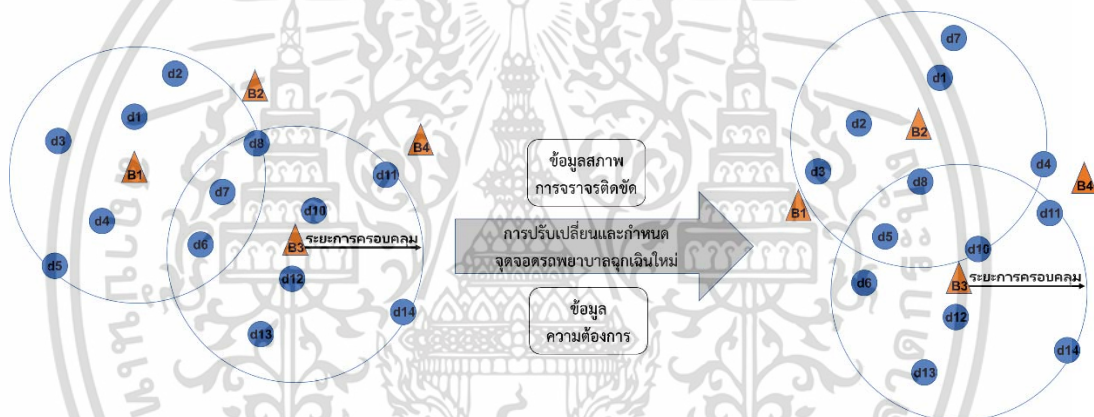 d2
B2
d1
d3
d8
B4
B1
d7
d11
d4
d10
d6
B3
ระยะการครอบคลุม
d5
d12
d14
d13
ข้อมูลสภาพ
การจราจรติดขัด
การปรับเปลี่ยนและกำหนด
จุดจอดรถพยาบาลฉุกเฉินใหม่
ข้อมูล
ความต้องการ
d7
d1
d2
B2
d3
d4
d8
B4
B1
d11
d5
d10
d6
B3
ระยะการครอบคลุม
d12
d14
d13